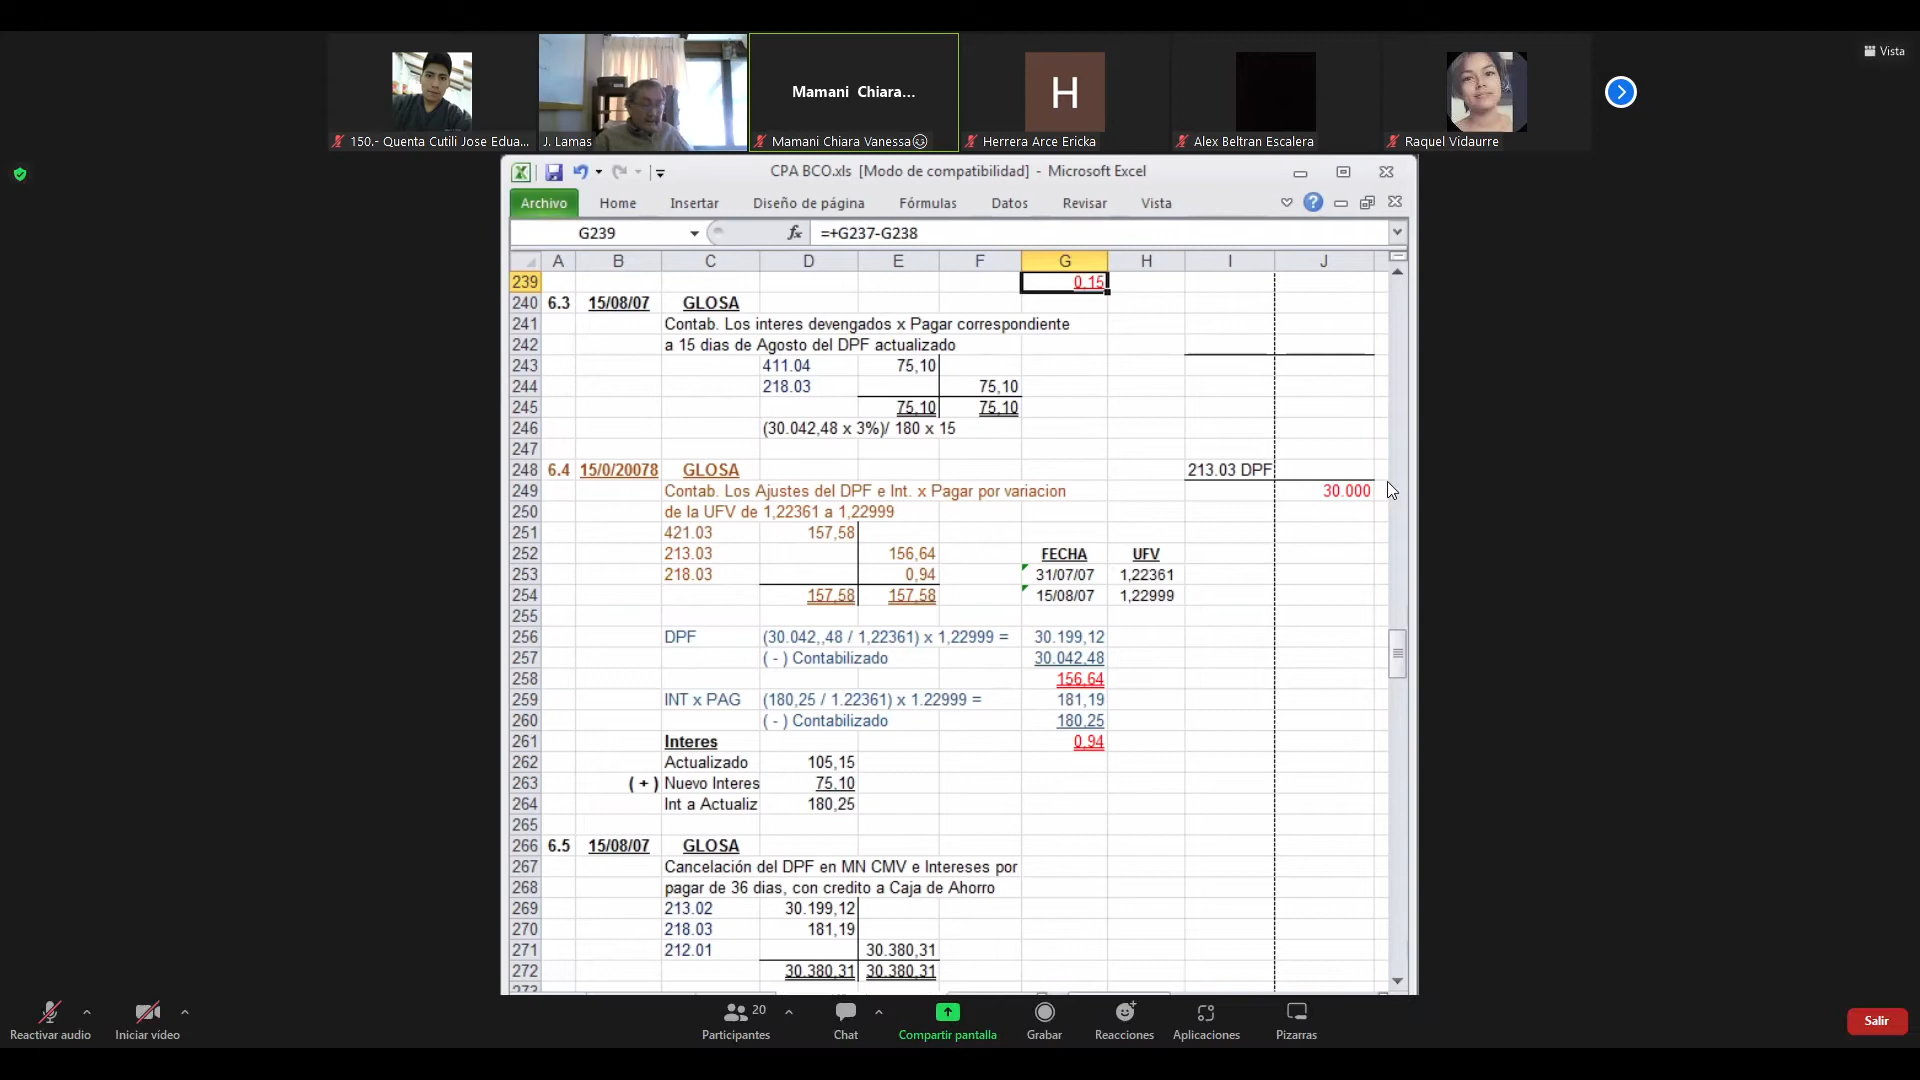 Vista
Mamani Chiara...
H
150.- Quenta Cutili Jose Edua...
J. Lamas
Mamani Chiara Vanessa
Herrera Arce Ericka
Alex Beltran Escalera
Raquel Vidaurre
CPA BCO.xls [Modo de compatibilidad] - Microsoft Excel
Archivo Home Insertar Diseño de página Fórmulas Datos Revisar Vista
G239 fx =+G237-G238
A B C D E F G H I J
239 0,15
240 6.3 15/08/07 GLOSA
241 Contab. Los interes devengados x Pagar correspondiente
242 a 15 dias de Agosto del DPF actualizado
243 411.04 75,10
244 218.03 75,10
245 75,10 75,10
246 (30.042,48 x 3%)/ 180 x 15
247
248 6.4 15/0/20078 GLOSA 213.03 DPF
249 Contab. Los Ajustes del DPF e Int. x Pagar por variacion 30.000
250 de la UFV de 1,22361 a 1,22999
251 421.03 157,58
252 213.03 156,64 FECHA UFV
253 218.03 0,94 31/07/07 1,22361
254 157,58 157,58 15/08/07 1,22999
255
256 DPF (30.042,,48 / 1,22361) x 1,22999 = 30.199,12
257 ( - ) Contabilizado 30.042,48
258 156,64
259 INT x PAG (180,25 / 1.22361) x 1.22999 = 181,19
260 ( - ) Contabilizado 180,25
261 Interes 0,94
262 Actualizado 105,15
263 ( + ) Nuevo Interes 75,10
264 Int a Actualiz 180,25
265
266 6.5 15/08/07 GLOSA
267 Cancelación del DPF en MN CMV e Intereses por
268 pagar de 36 dias, con credito a Caja de Ahorro
269 213.02 30.199,12
270 218.03 181,19
271 212.01 30.380,31
272 30.380,31 30.380,31
273
Reactivar audio
Iniciar vídeo
20
Participantes
Chat
Compartir pantalla
Grabar
Reacciones
Aplicaciones
Pizarras
Salir